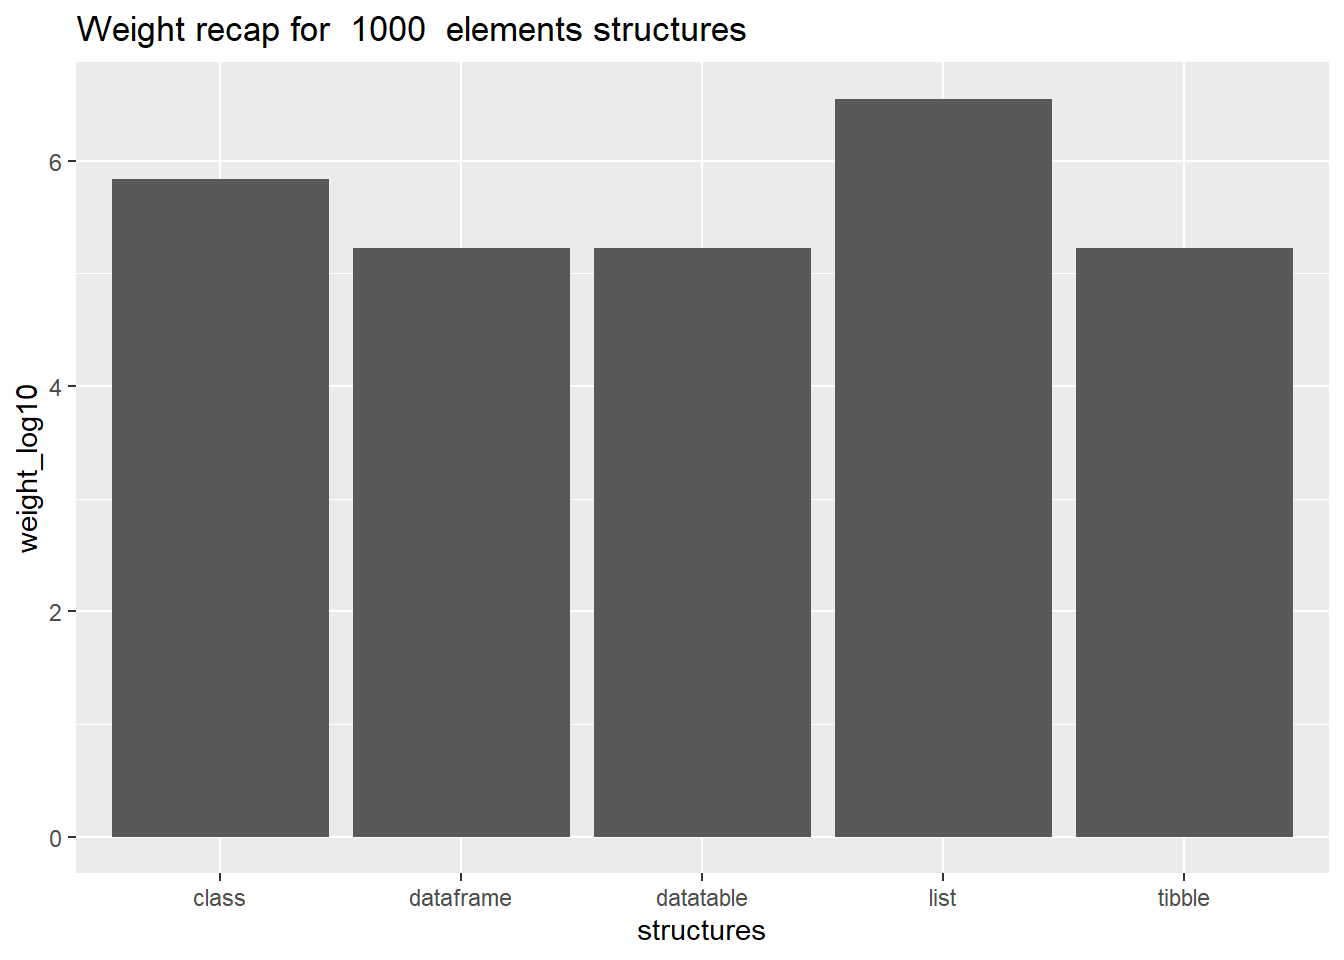 Weight recap for  1000  elements structures
weight_log10
6
4
2
0
class dataframe datatable list tibble
structures